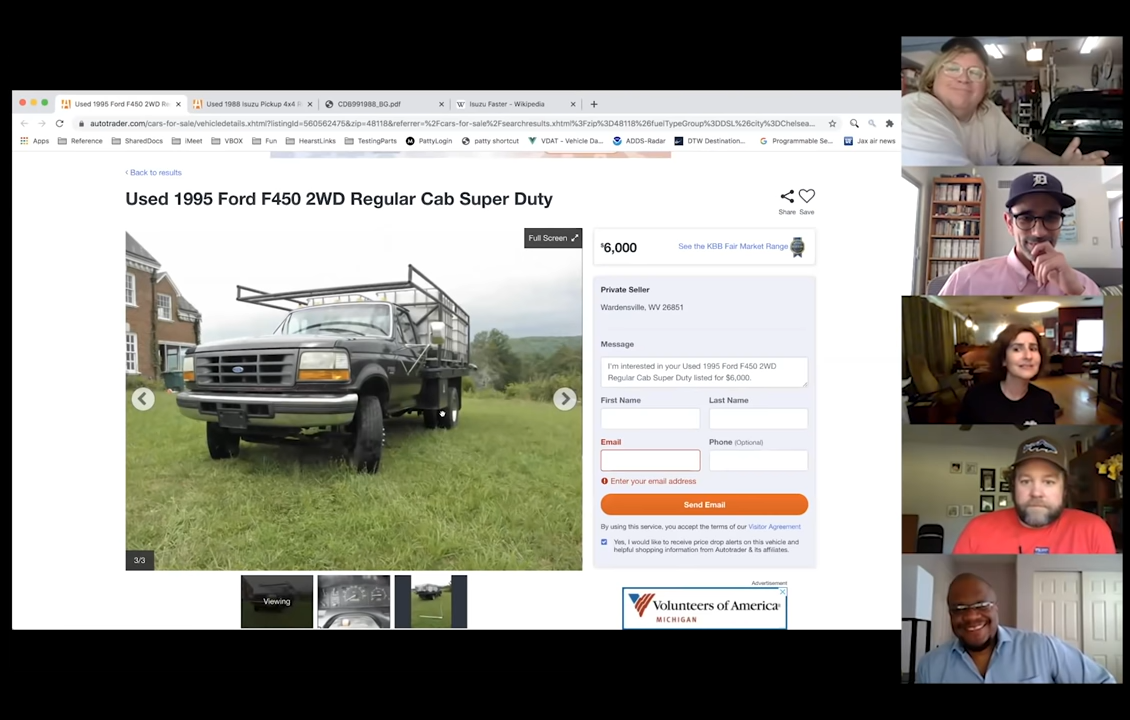 Used 1995 Ford F450 2WD Re
Used 1988 Isuzu Pickup 4x4 R
CDB991988_BG.pdf
Isuzu Faster - Wikipedia
autotrader.com/cars-for-sale/vehicledetails.xhtml?listingId=560562475&zip=48118&referrer=%2Fcars-for-sale%2Fsearchresults.xhtml%3Fzip%3D48118%26fuelTypeGroup%3DDSL%26city%3DChelsea...
Apps Reference SharedDocs iMeet VBOX Fun HearstLinks TestingParts PattyLogin patty shortcut VDAT - Vehicle Da... ADDS-Radar DTW Destination... Programmable Se... Jax air news
‹ Back to results
Used 1995 Ford F450 2WD Regular Cab Super Duty
Share Save
Full Screen
$6,000
See the KBB Fair Market Range
Private Seller
Wardensville, WV 26851
Message
I'm interested in your Used 1995 Ford F450 2WD
Regular Cab Super Duty listed for $6,000.
First Name
Last Name
Email
Phone (Optional)
Enter your email address
Send Email
By using this service, you accept the terms of our Visitor Agreement
Yes, I would like to receive price drop alerts on this vehicle and
helpful shopping information from Autotrader & its affiliates.
3/3
Viewing
Advertisement
Volunteers of America
MICHIGAN